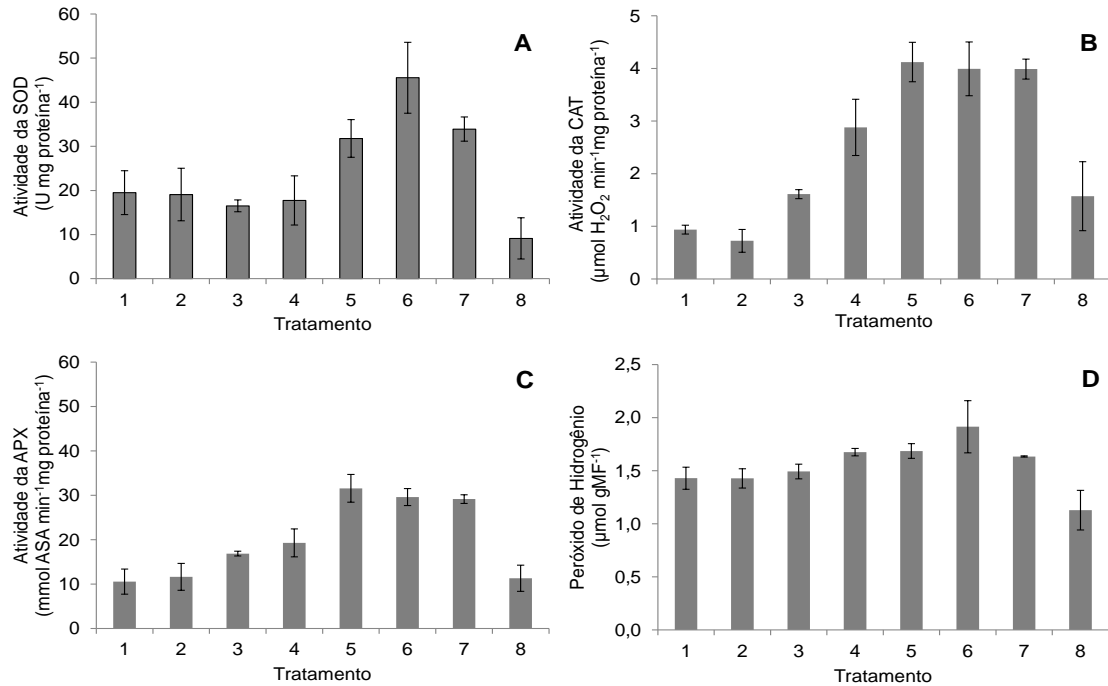 A
Atividade da SOD
(U mg proteína⁻¹)
60
50
40
30
20
10
0
1 2 3 4 5 6 7 8
Tratamento
B
Atividade da CAT
(µmol H₂O₂ min⁻¹mg proteína⁻¹)
5
4
3
2
1
0
1 2 3 4 5 6 7 8
Tratamento
C
Atividade da APX
(mmol ASA min⁻¹mg proteína⁻¹)
60
50
40
30
20
10
0
1 2 3 4 5 6 7 8
Tratamento
D
Peróxido de Hidrogênio
(µmol gMF⁻¹)
2,5
2,0
1,5
1,0
0,5
0,0
1 2 3 4 5 6 7 8
Tratamento